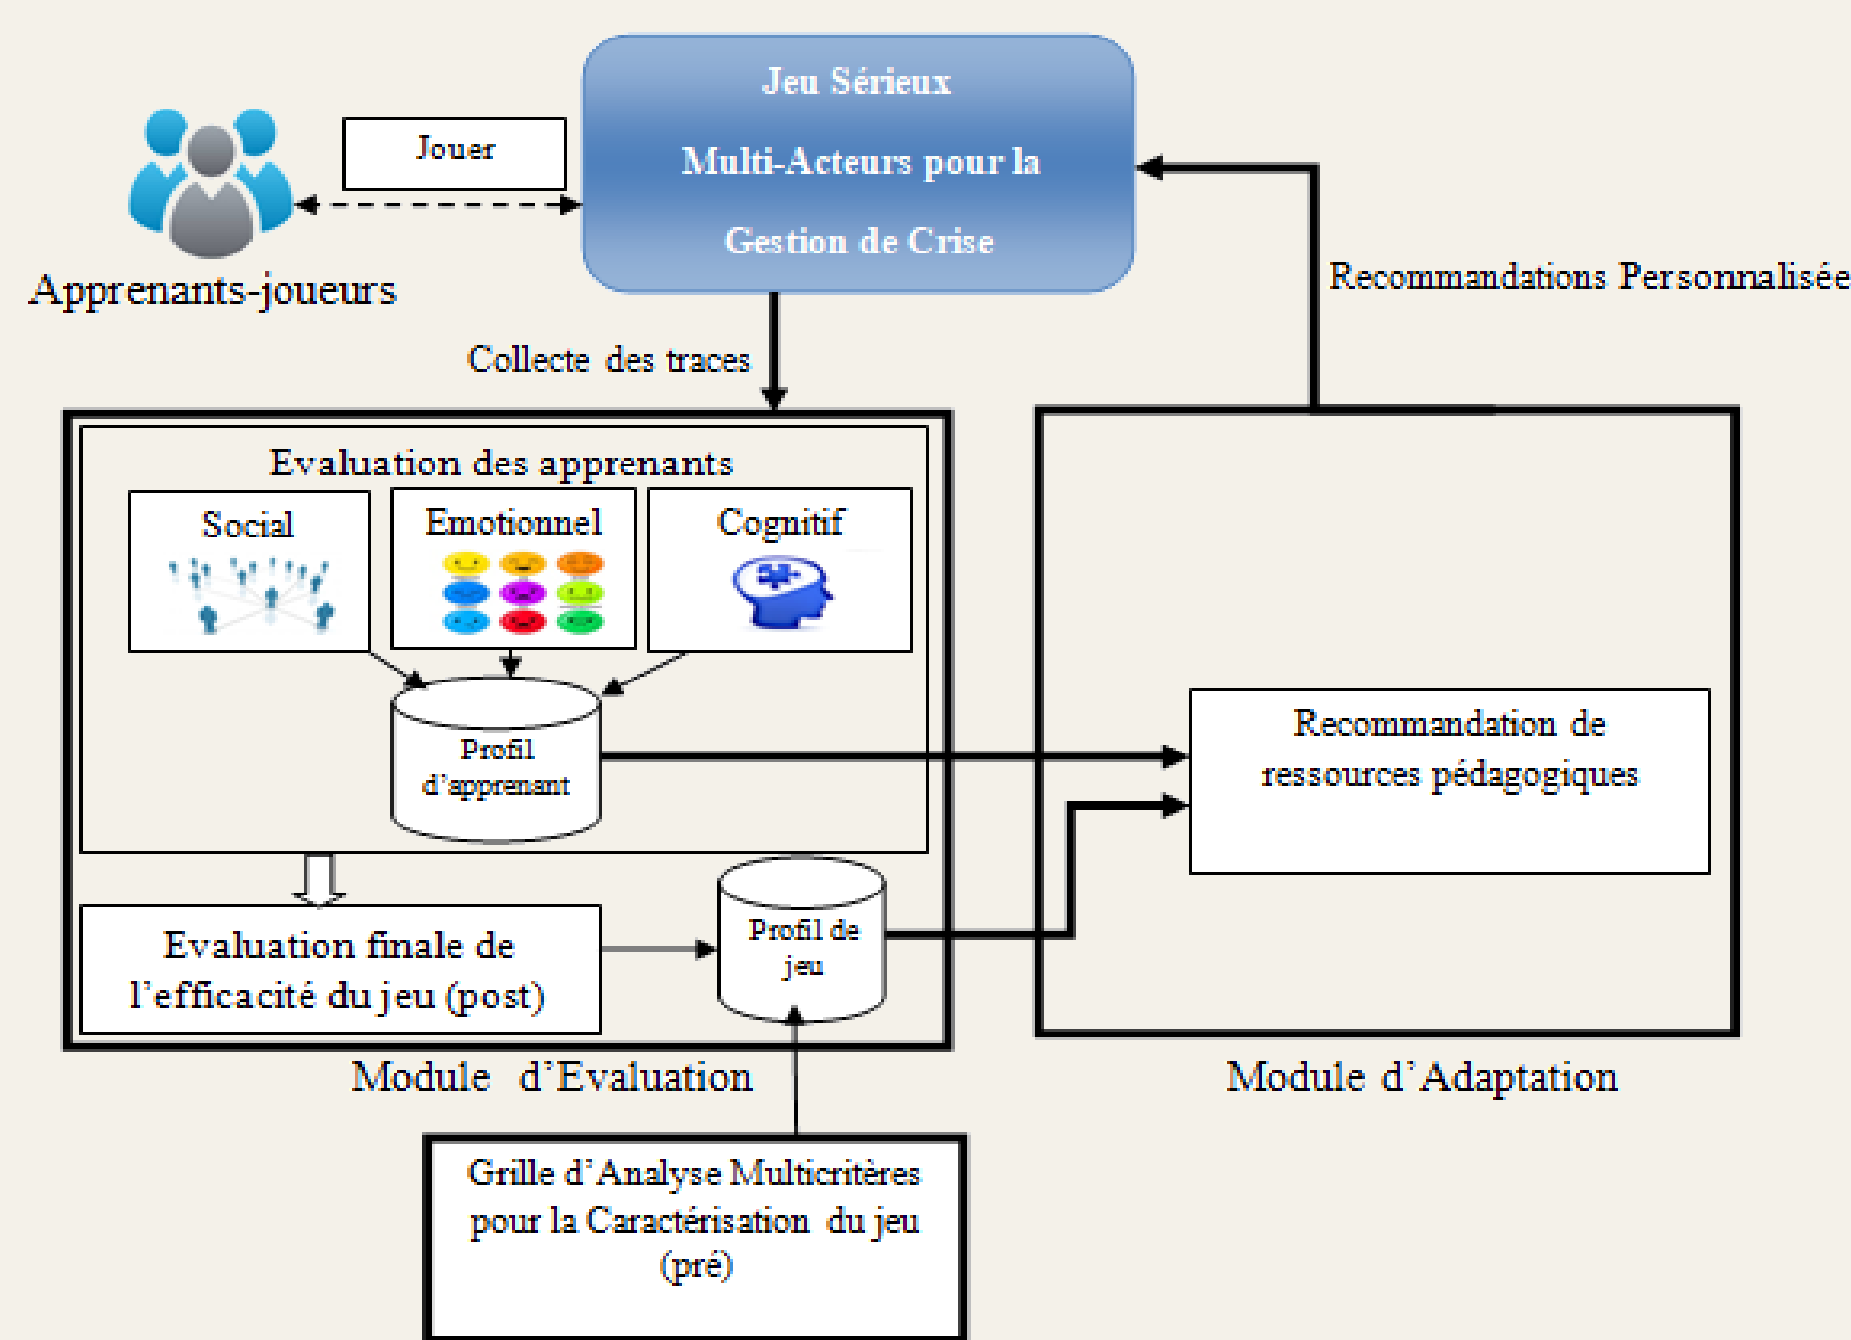 Jeu Sérieux
Multi-Acteurs pour la
Gestion de Crise
Jouer
Apprenants-joueurs
Recommandations Personnalisée
Collecte des traces
Evaluation des apprenants
Social
Emotionnel
Cognitif
Profil
d’apprenant
Recommandation de
ressources pédagogiques
Evaluation finale de
l’efficacité du jeu (post)
Profil de
jeu
Module d’Evaluation
Module d’Adaptation
Grille d’Analyse Multicritères
pour la Caractérisation du jeu
(pré)